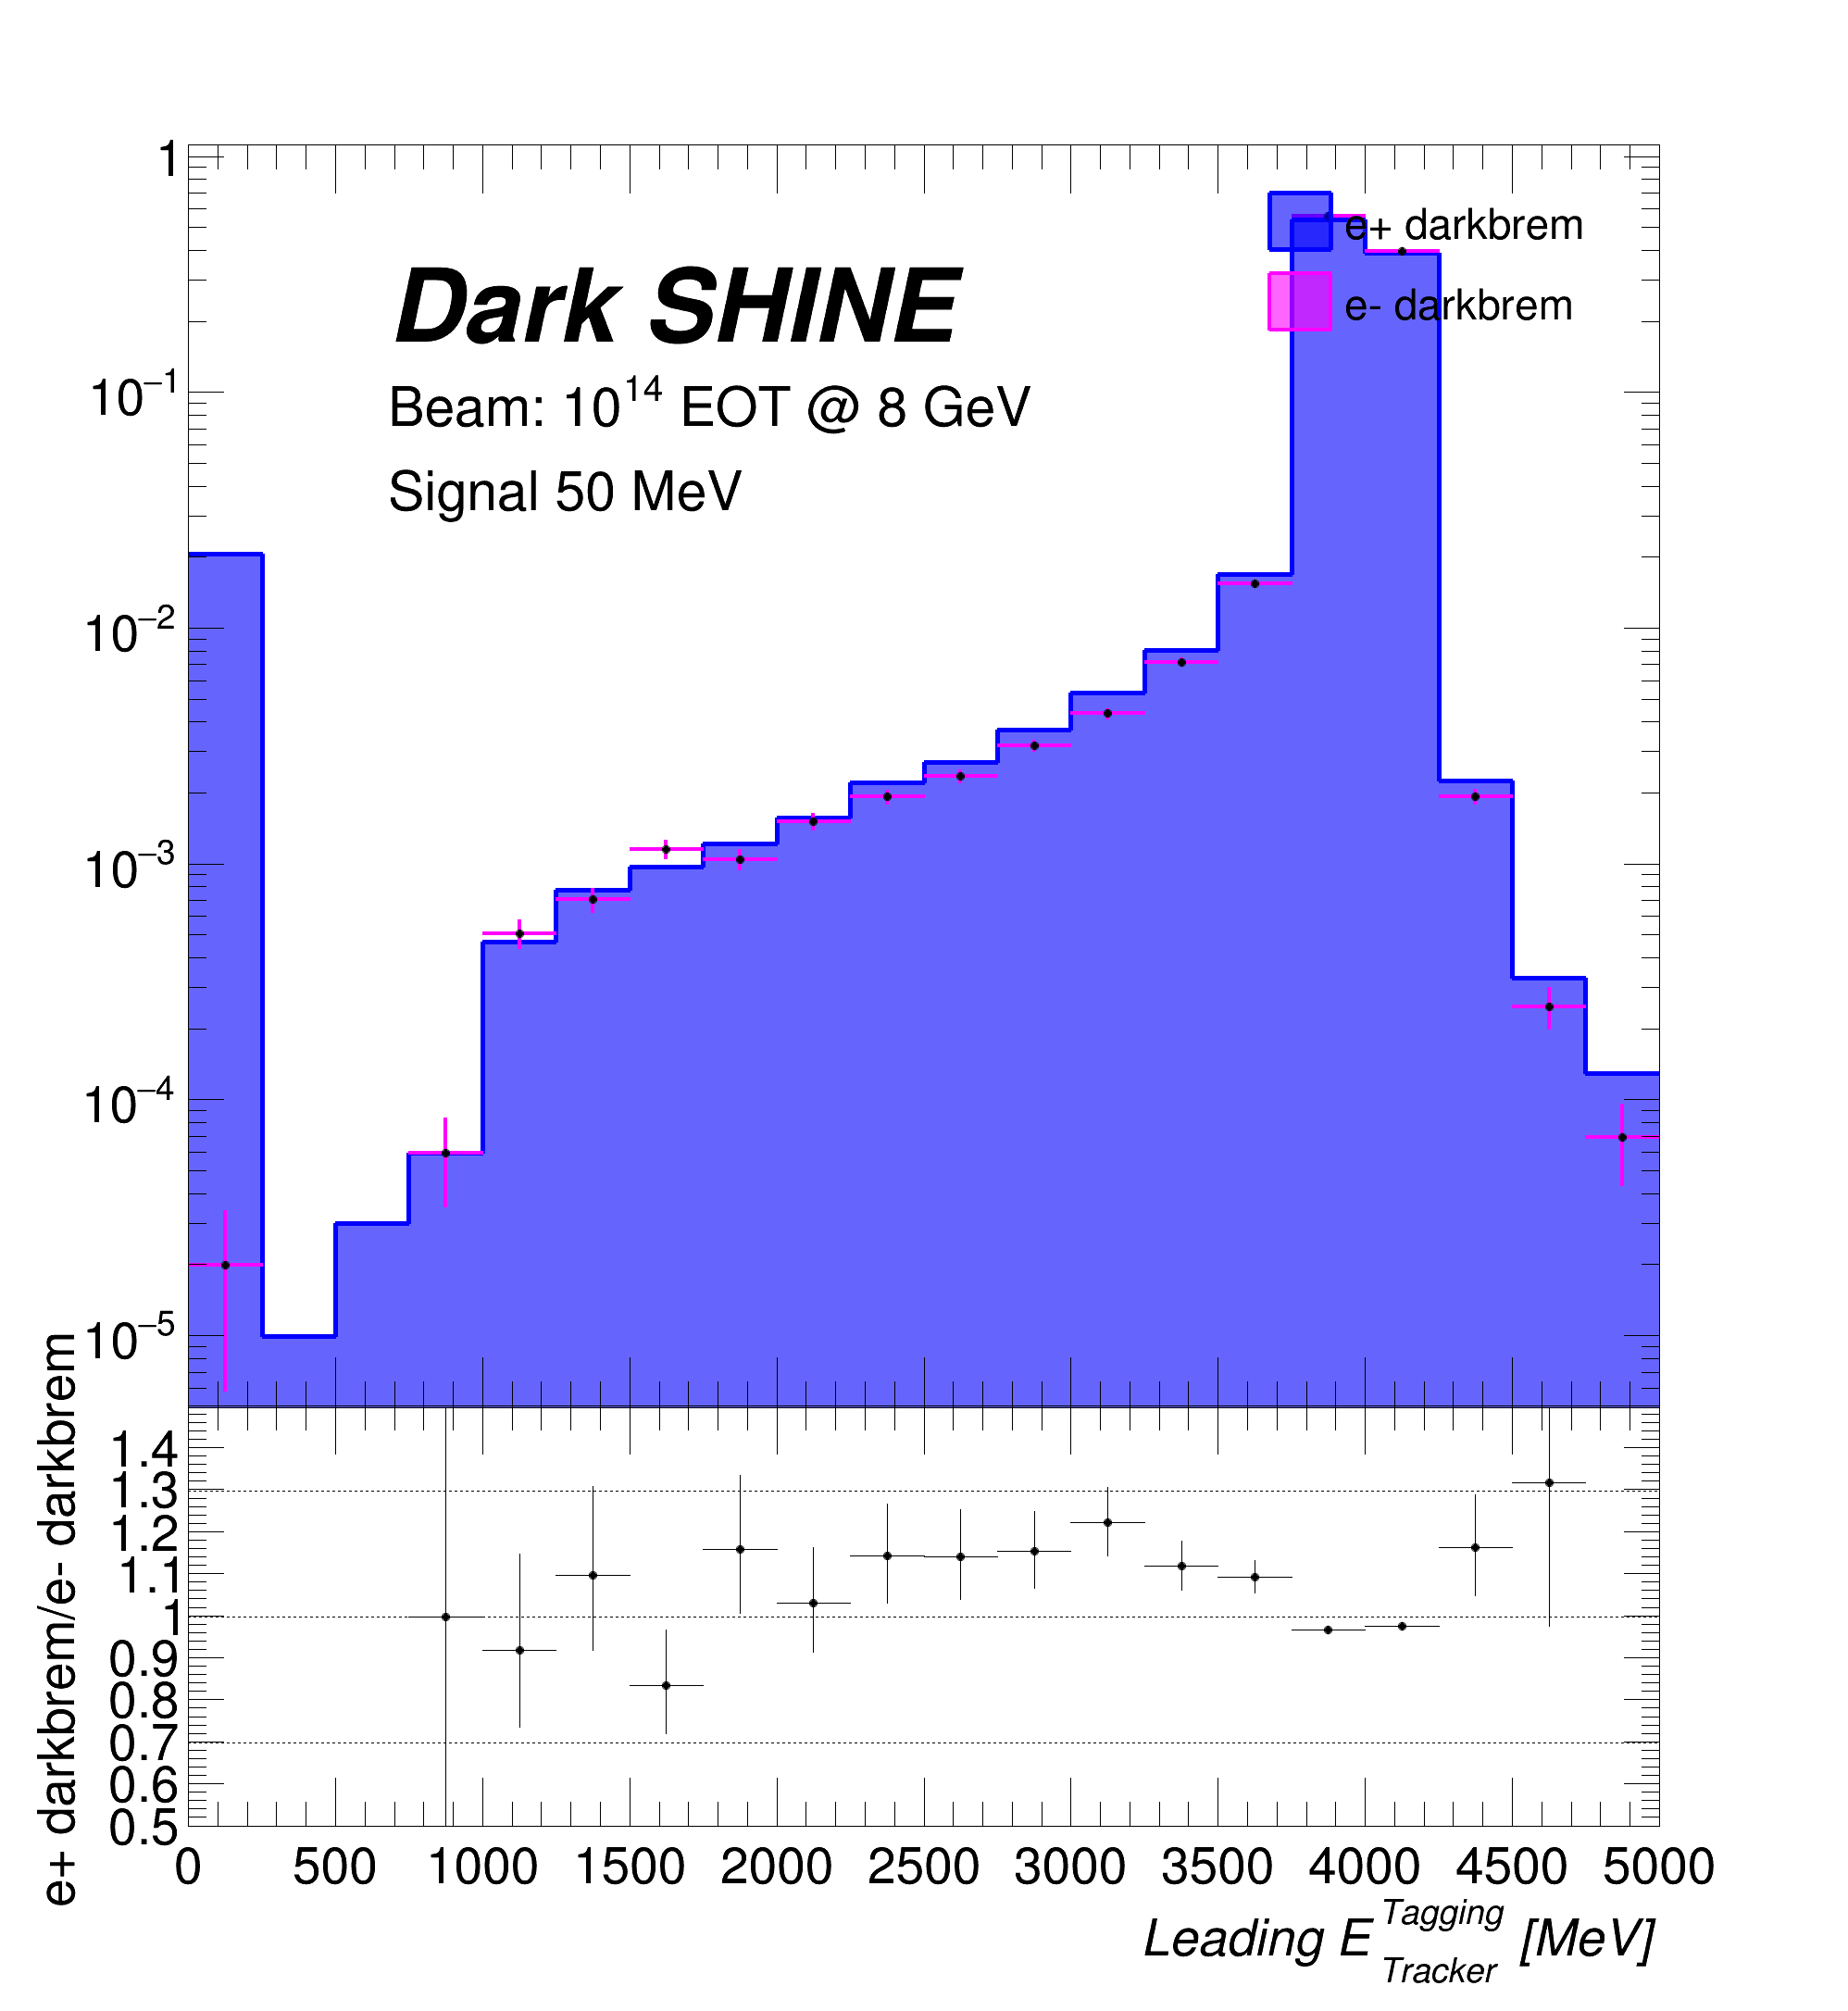 1
10⁻¹
10⁻²
10⁻³
10⁻⁴
10⁻⁵
Dark SHINE
Beam: 10¹⁴ EOT @ 8 GeV
Signal 50 MeV
e+ darkbrem
e- darkbrem
e+ darkbrem/e- darkbrem
1.4
1.3
1.2
1.1
1
0.9
0.8
0.7
0.6
0.5
0 500 1000 1500 2000 2500 3000 3500 4000 4500 5000
Leading E Tagging Tracker [MeV]